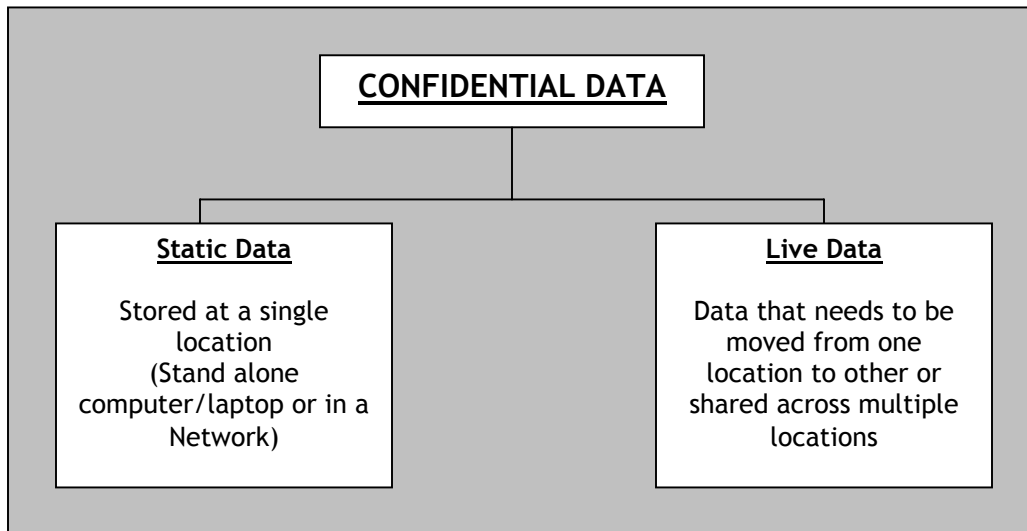 CONFIDENTIAL DATA
Static Data
Stored at a single
location
(Stand alone
computer/laptop or in a
Network)
Live Data
Data that needs to be
moved from one
location to other or
shared across multiple
locations